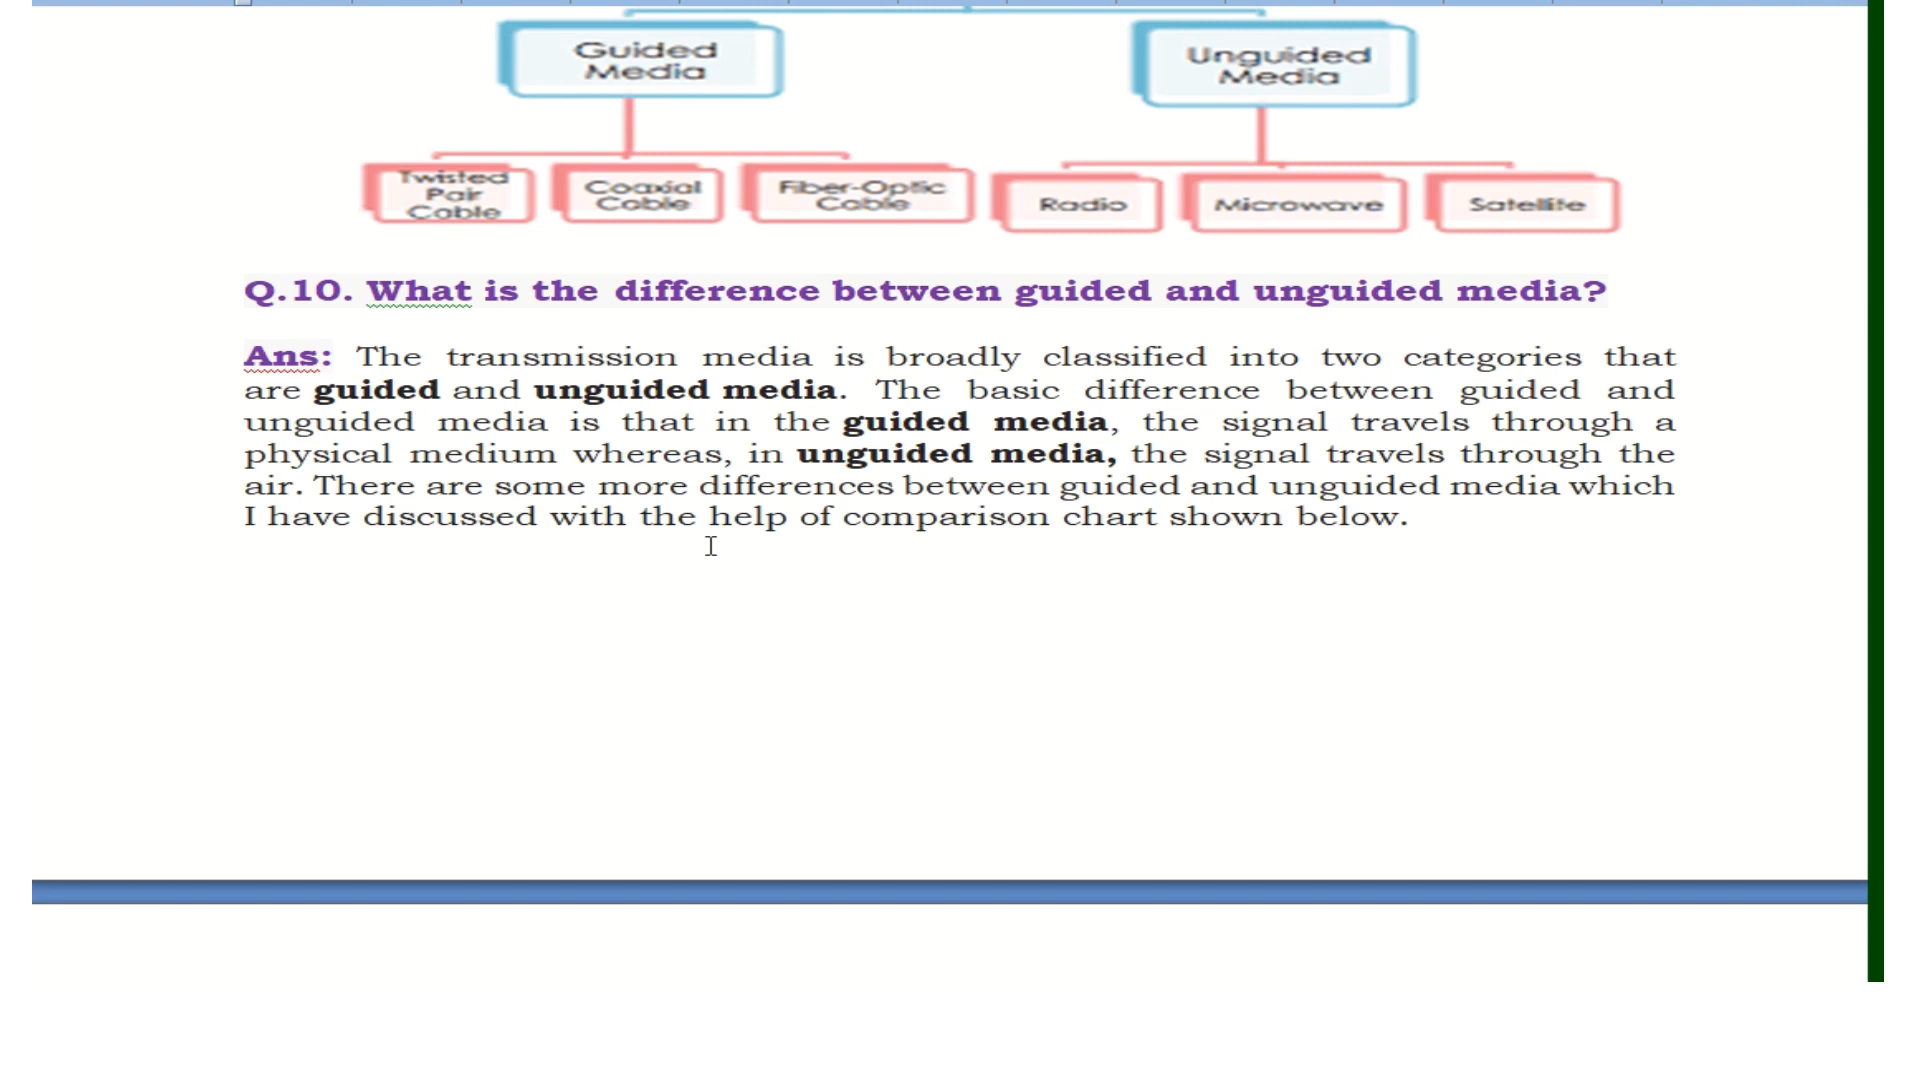 Guided
Media
Unguided
Media
Twisted
Pair
Cable
Coaxial
Cable
Fiber-Optic
Cable
Radio
Microwave
Satellite
Q.10. What is the difference between guided and unguided media?
Ans: The transmission media is broadly classified into two categories that
are guided and unguided media. The basic difference between guided and
unguided media is that in the guided media, the signal travels through a
physical medium whereas, in unguided media, the signal travels through the
air. There are some more differences between guided and unguided media which
I have discussed with the help of comparison chart shown below.